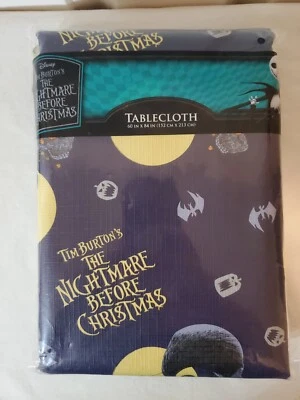 BEFORE CHRISTMAS
Disney
TIM BURTON'S
THE
NIGHTMARE
BEFORE
CHRISTMAS
TABLECLOTH
60 IN X 84 IN (152 CM X 213 CM)
TIM BURTON'S
THE
NIGHTMARE
BEFORE
CHRISTMAS